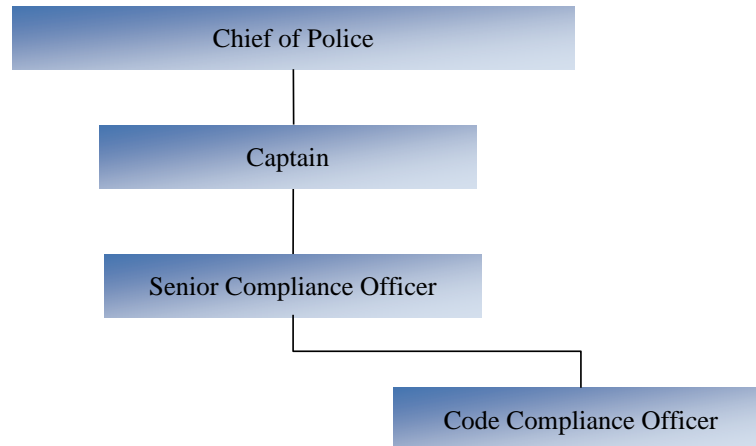 Chief of Police
Captain
Senior Compliance Officer
Code Compliance Officer